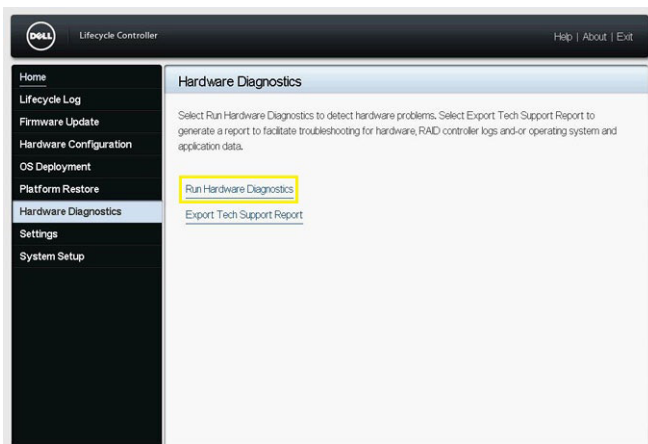 DELL
Lifecycle Controller
Help | About | Exit
Home
Lifecycle Log
Firmware Update
Hardware Configuration
OS Deployment
Platform Restore
Hardware Diagnostics
Settings
System Setup
Hardware Diagnostics
Select Run Hardware Diagnostics to detect hardware problems. Select Export Tech Support Report to
generate a report to facilitate troubleshooting for hardware, RAID controller logs and-or operating system and
application data.
Run Hardware Diagnostics
Export Tech Support Report